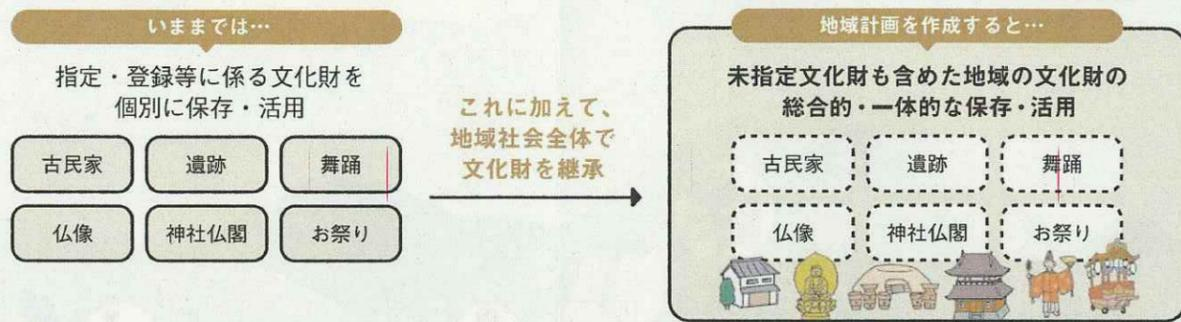 いままでは…
指定・登録等に係る文化財を
個別に保存・活用
古民家
遺跡
舞踊
仏像
神社仏閣
お祭り
これに加えて、
地域社会全体で
文化財を継承
地域計画を作成すると…
未指定文化財も含めた地域の文化財の
総合的・一体的な保存・活用
古民家
遺跡
舞踊
仏像
神社仏閣
お祭り